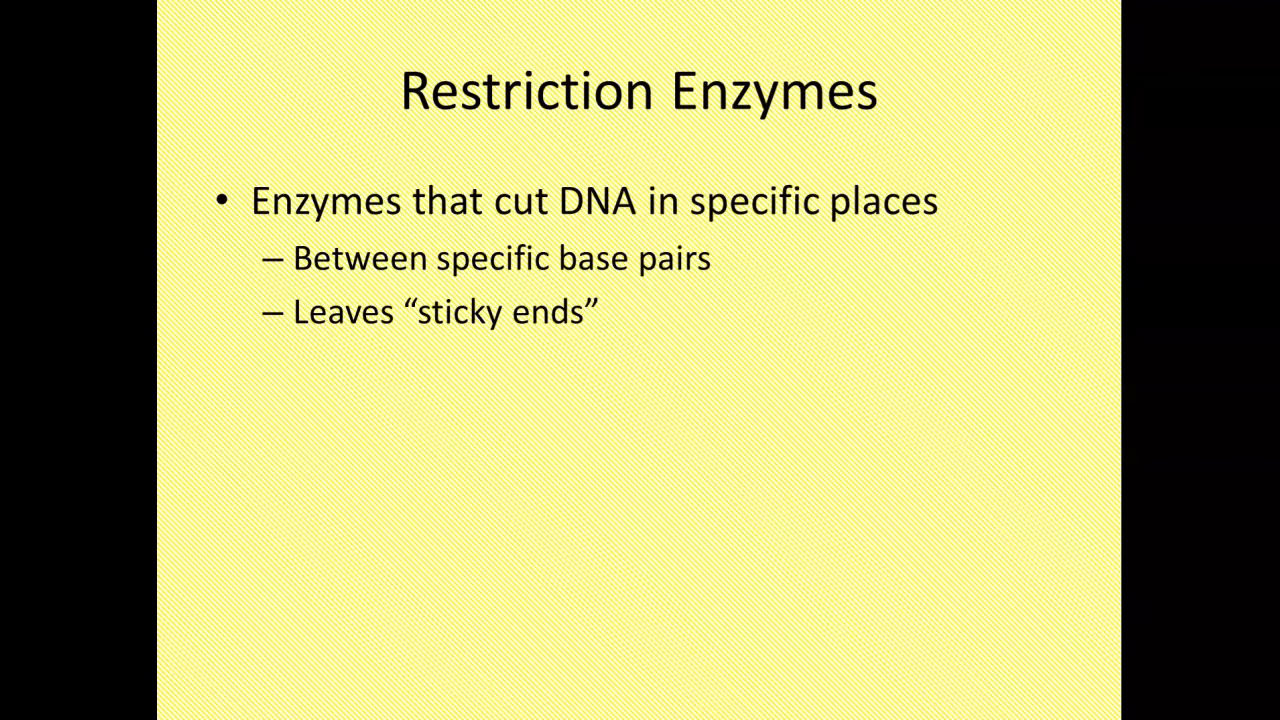 Restriction Enzymes
• Enzymes that cut DNA in specific places
– Between specific base pairs
– Leaves “sticky ends”